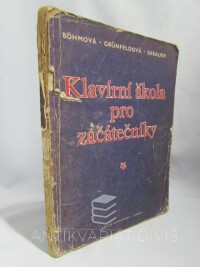 BÖHMOVÁ - GRÜNFELDOVÁ - SARAUER
Klavírní škola
pro
začátečníky
ANTIKVARIÁT DIVIŠ